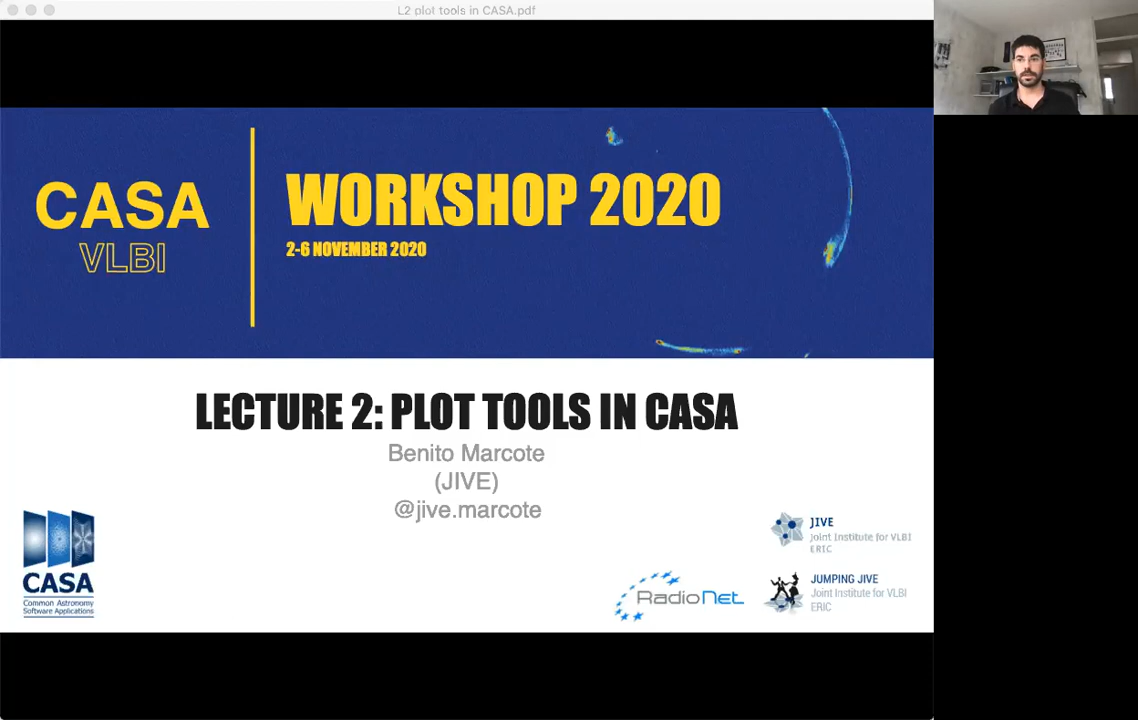 L2 plot tools in CASA.pdf
CASA
VLBI
WORKSHOP 2020
2-6 NOVEMBER 2020
LECTURE 2: PLOT TOOLS IN CASA
Benito Marcote
(JIVE)
@jive.marcote
CASA
Common Astronomy
Software Applications
RadioNet
JIVE
Joint Institute for VLBI
ERIC
JUMPING JIVE
Joint Institute for VLBI
ERIC